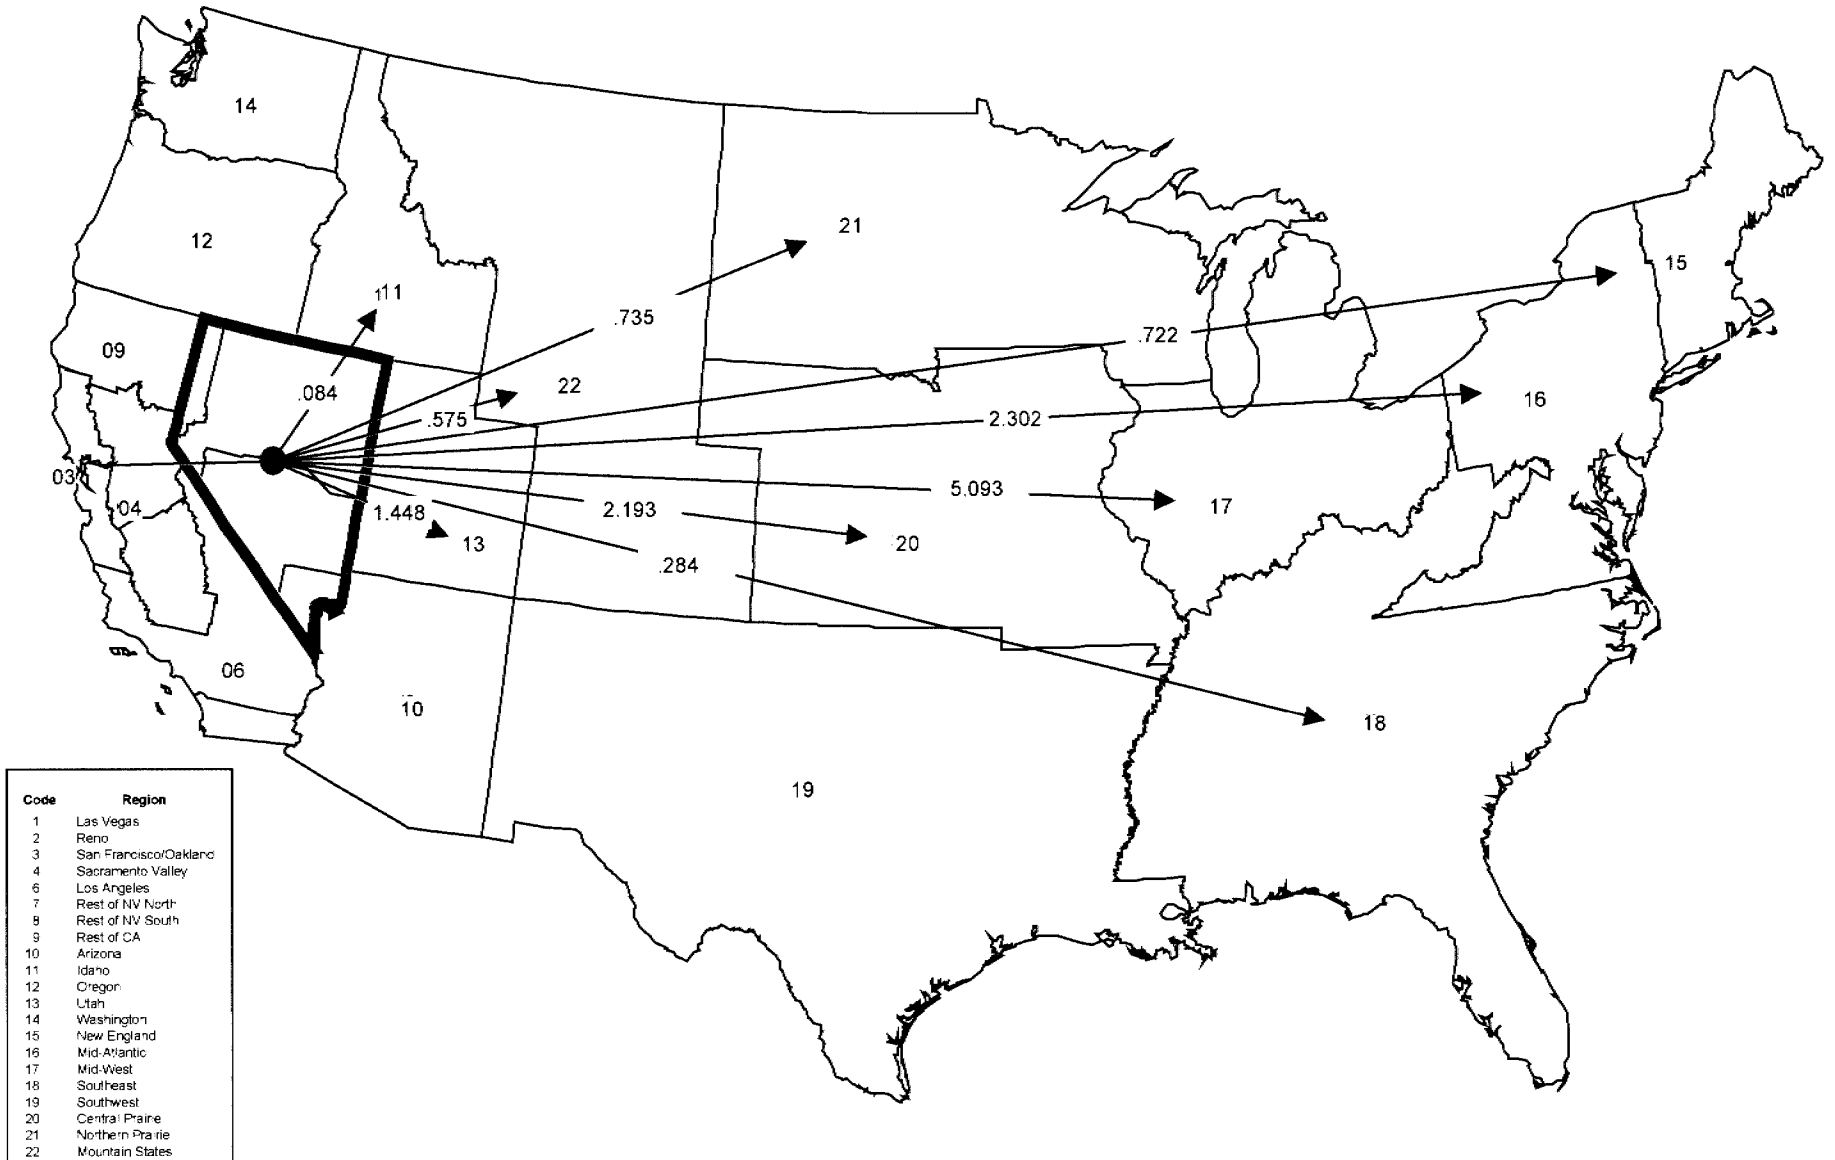 14
21
12
15
11
.735
.722
09
22
.084
.575
16
2.302
03
5.093
17
04
2.193
1.448
20
13
.284
06
10
18
19
Code Region
1 Las Vegas
2 Reno
3 San Francisco/Oakland
4 Sacramento Valley
6 Los Angeles
7 Rest of NV North
8 Rest of NV South
9 Rest of CA
10 Arizona
11 Idaho
12 Oregon
13 Utah
14 Washington
15 New England
16 Mid-Atlantic
17 Mid-West
18 Southeast
19 Southwest
20 Central Prairie
21 Northern Prairie
22 Mountain States